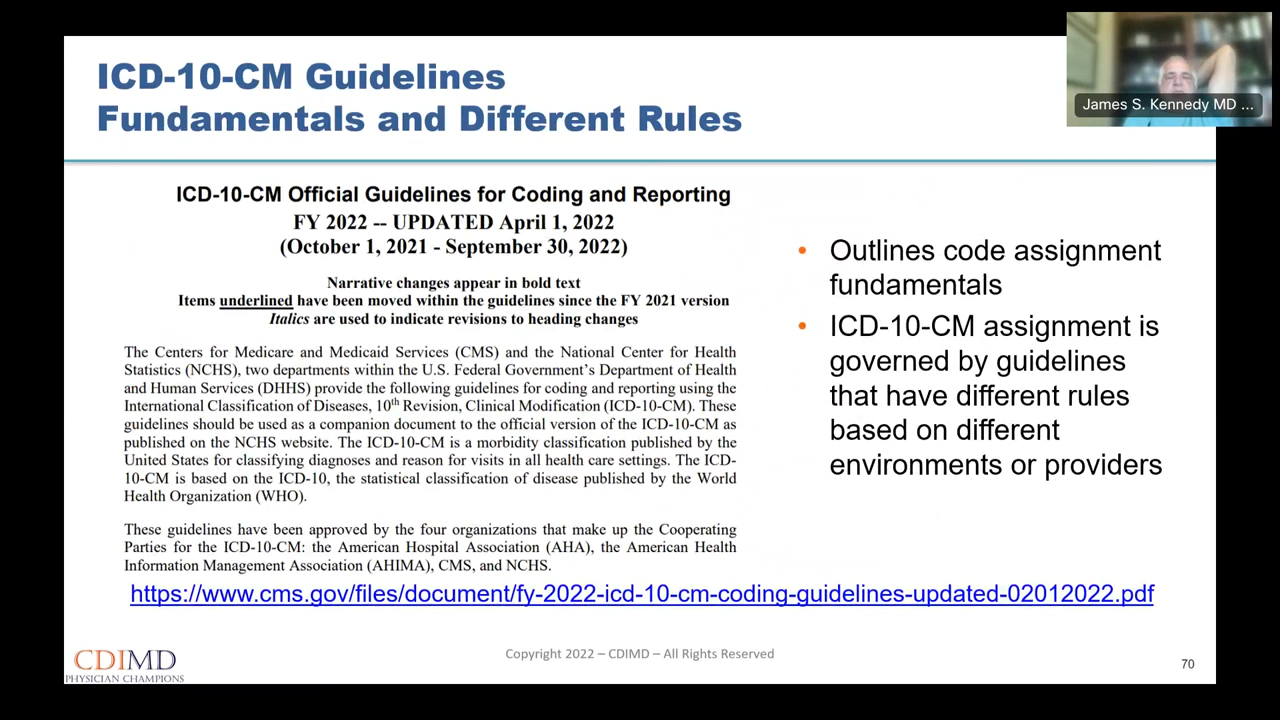 ICD-10-CM Guidelines
Fundamentals and Different Rules
James S. Kennedy MD ...
ICD-10-CM Official Guidelines for Coding and Reporting
FY 2022 -- UPDATED April 1, 2022
(October 1, 2021 - September 30, 2022)
Narrative changes appear in bold text
Items underlined have been moved within the guidelines since the FY 2021 version
Italics are used to indicate revisions to heading changes
The Centers for Medicare and Medicaid Services (CMS) and the National Center for Health
Statistics (NCHS), two departments within the U.S. Federal Government's Department of Health
and Human Services (DHHS) provide the following guidelines for coding and reporting using the
International Classification of Diseases, 10th Revision, Clinical Modification (ICD-10-CM). These
guidelines should be used as a companion document to the official version of the ICD-10-CM as
published on the NCHS website. The ICD-10-CM is a morbidity classification published by the
United States for classifying diagnoses and reason for visits in all health care settings. The ICD-
10-CM is based on the ICD-10, the statistical classification of disease published by the World
Health Organization (WHO).
These guidelines have been approved by the four organizations that make up the Cooperating
Parties for the ICD-10-CM: the American Hospital Association (AHA), the American Health
Information Management Association (AHIMA), CMS, and NCHS.
• Outlines code assignment
fundamentals
• ICD-10-CM assignment is
governed by guidelines
that have different rules
based on different
environments or providers
https://www.cms.gov/files/document/fy-2022-icd-10-cm-coding-guidelines-updated-02012022.pdf
CDIMD
PHYSICIAN CHAMPIONS
Copyright 2022 – CDIMD – All Rights Reserved
70